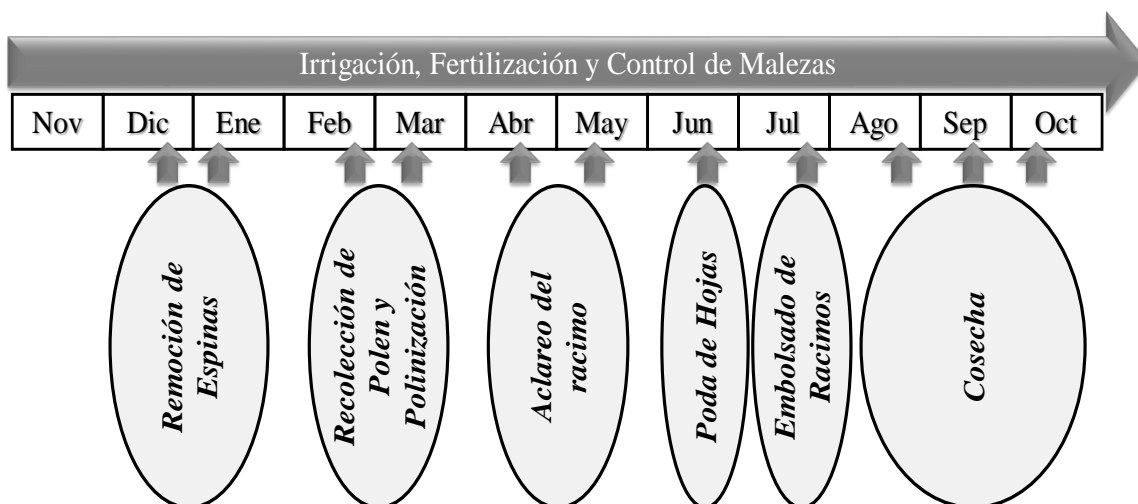 Irrigación, Fertilización y Control de Malezas
Nov Dic Ene Feb Mar Abr May Jun Jul Ago Sep Oct
Remoción de
Espinas
Recolección de
Polen y
Polinización
Aclareo del
racimo
Poda de Hojas
Embolsado de
Racimos
Cosecha